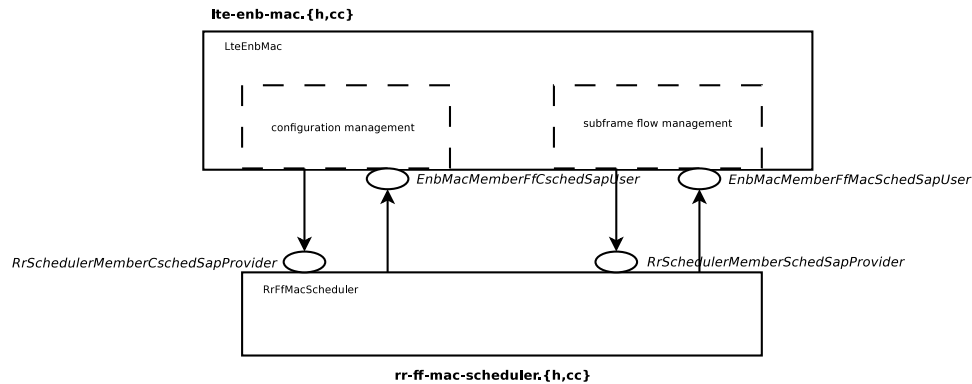 lte-enb-mac.{h,cc}
LteEnbMac
configuration management
subframe flow management
EnbMacMemberFfCschedSapUser
EnbMacMemberFfMacSchedSapUser
RrSchedulerMemberCschedSapProvider
RrSchedulerMemberSchedSapProvider
RrFfMacScheduler
rr-ff-mac-scheduler.{h,cc}